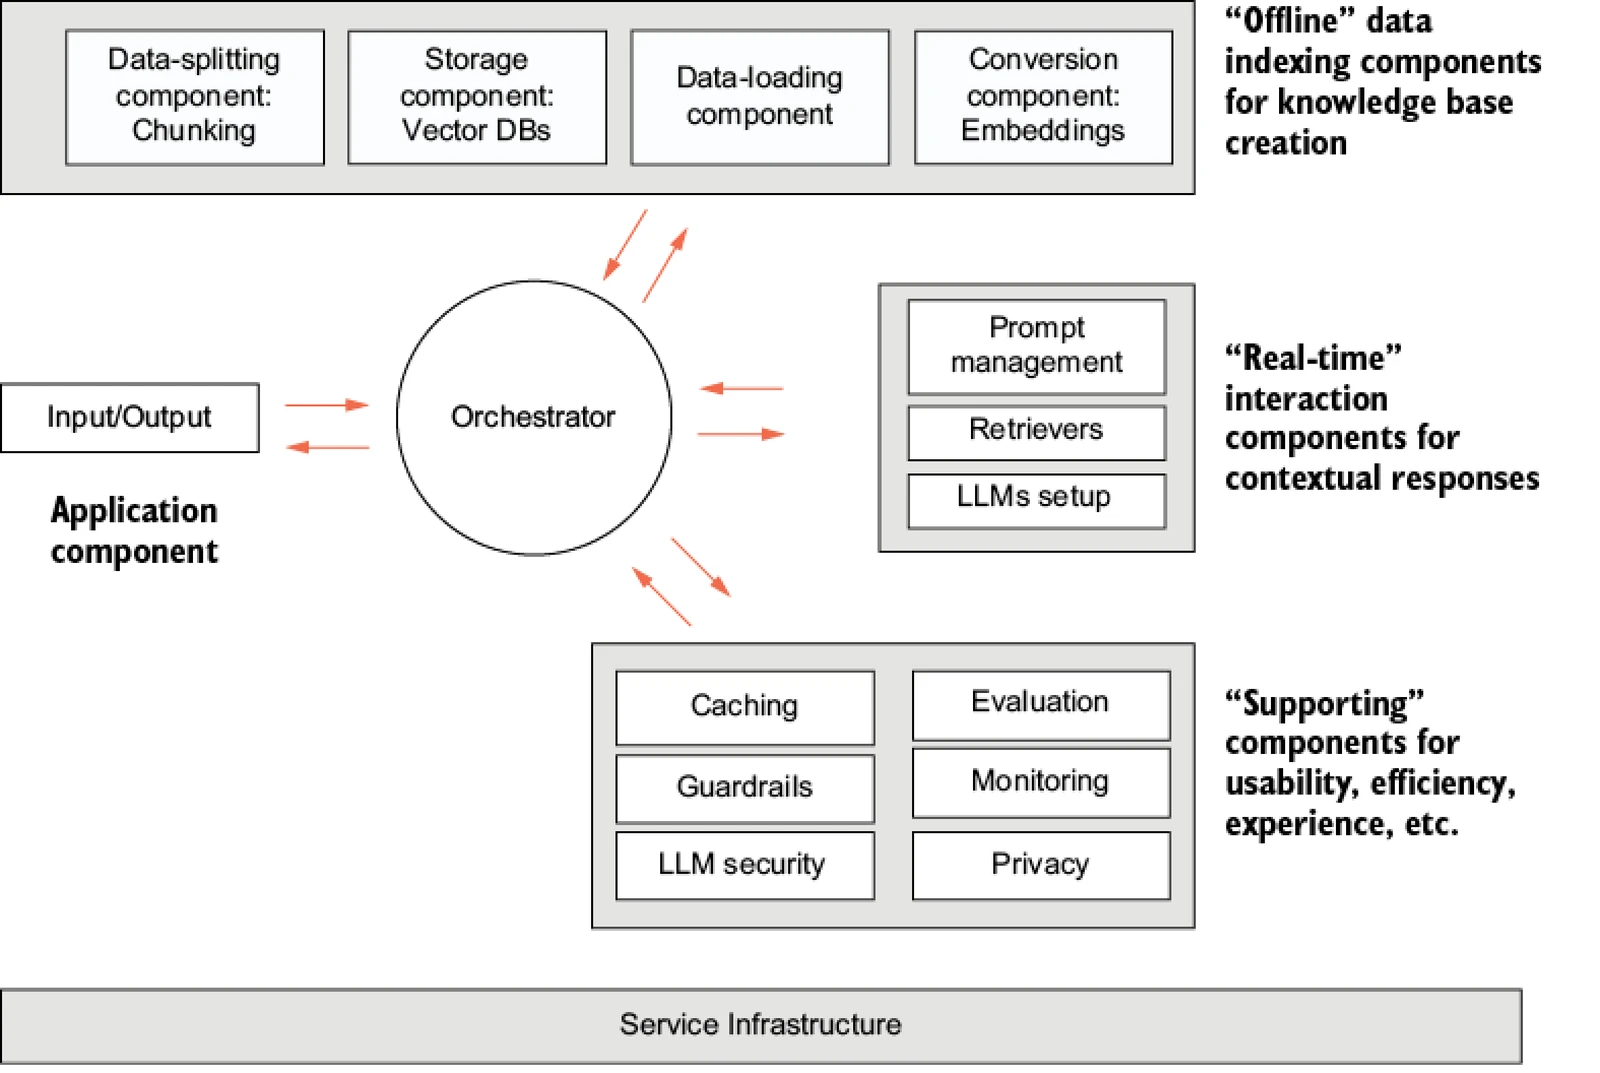 Data-splitting
component:
Chunking
Storage
component:
Vector DBs
Data-loading
component
Conversion
component:
Embeddings
“Offline” data
indexing components
for knowledge base
creation
Input/Output
Application
component
Orchestrator
Prompt
management
Retrievers
LLMs setup
“Real-time”
interaction
components for
contextual responses
Caching
Guardrails
LLM security
Evaluation
Monitoring
Privacy
“Supporting”
components for
usability, efficiency,
experience, etc.
Service Infrastructure